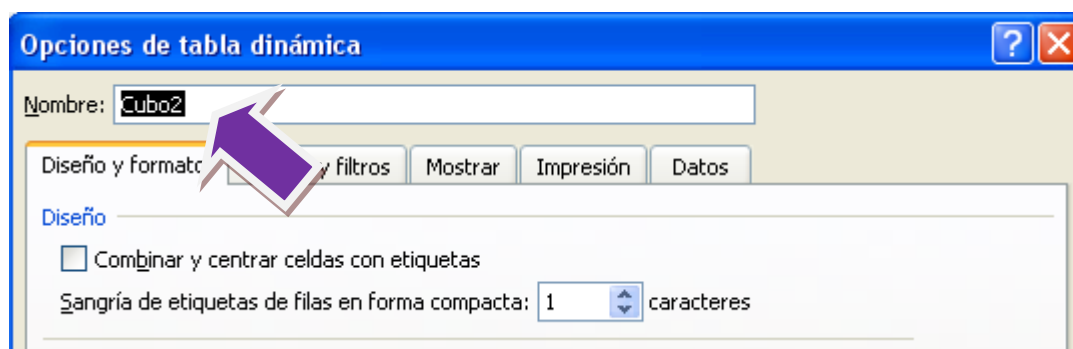 Opciones de tabla dinámica
Nombre: Cubo2
Diseño y formato y filtros Mostrar Impresión Datos
Diseño
Combinar y centrar celdas con etiquetas
Sangría de etiquetas de filas en forma compacta: 1 caracteres